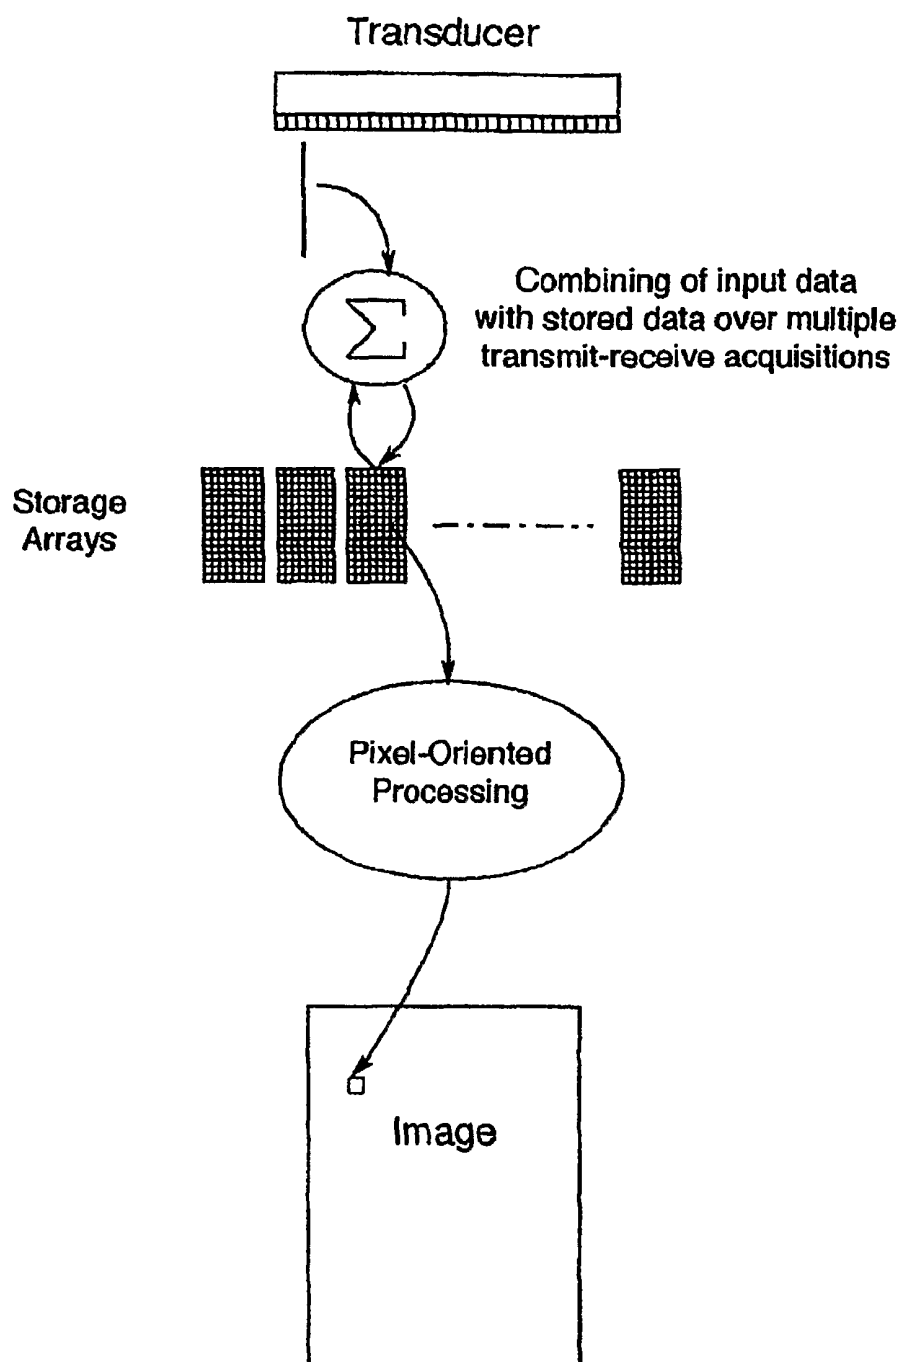 Transducer
Σ
Combining of input data
with stored data over multiple
transmit-receive acquisitions
Storage
Arrays
Pixel-Oriented
Processing
Image